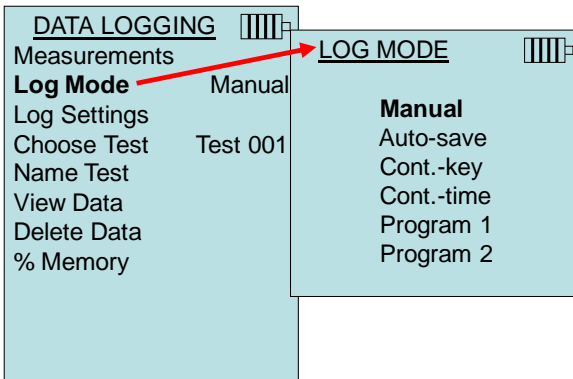 DATA LOGGING
Measurements
Log Mode Manual
Log Settings
Choose Test Test 001
Name Test
View Data
Delete Data
% Memory
LOG MODE
Manual
Auto-save
Cont.-key
Cont.-time
Program 1
Program 2